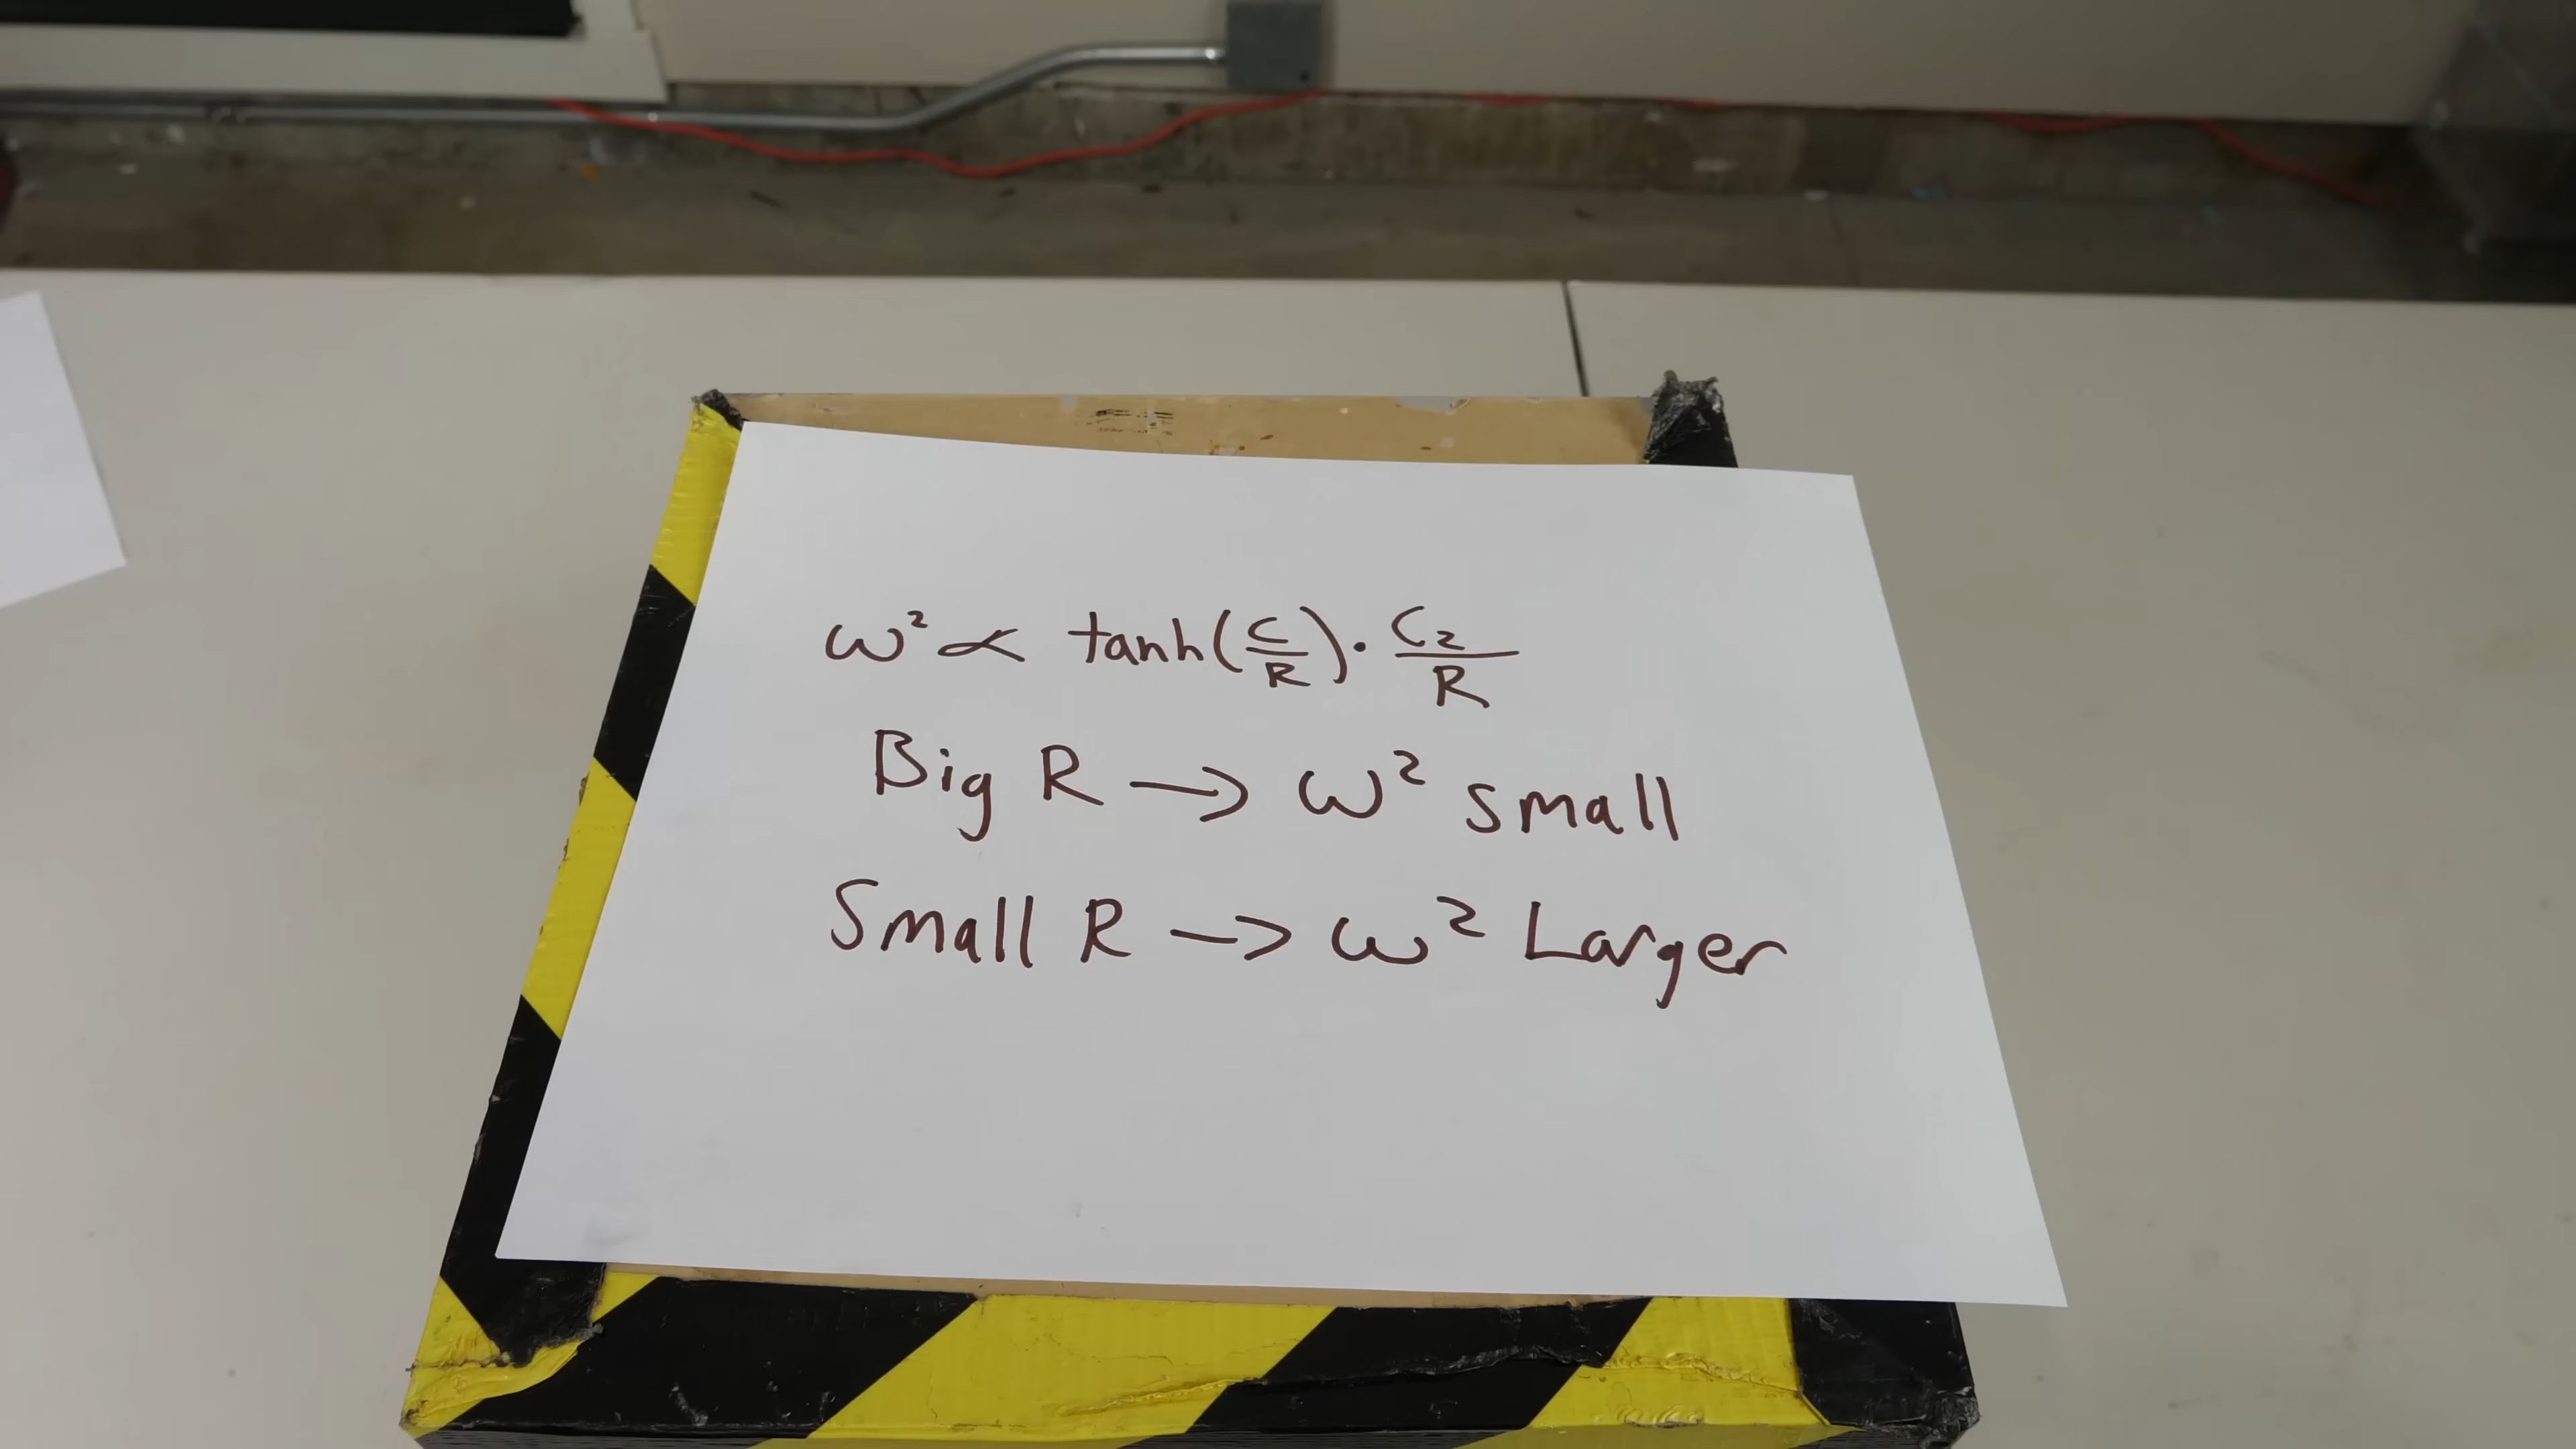 ω² ∝ tanh(C/R) · C₂/R
Big R → ω² small
Small R → ω² Larger